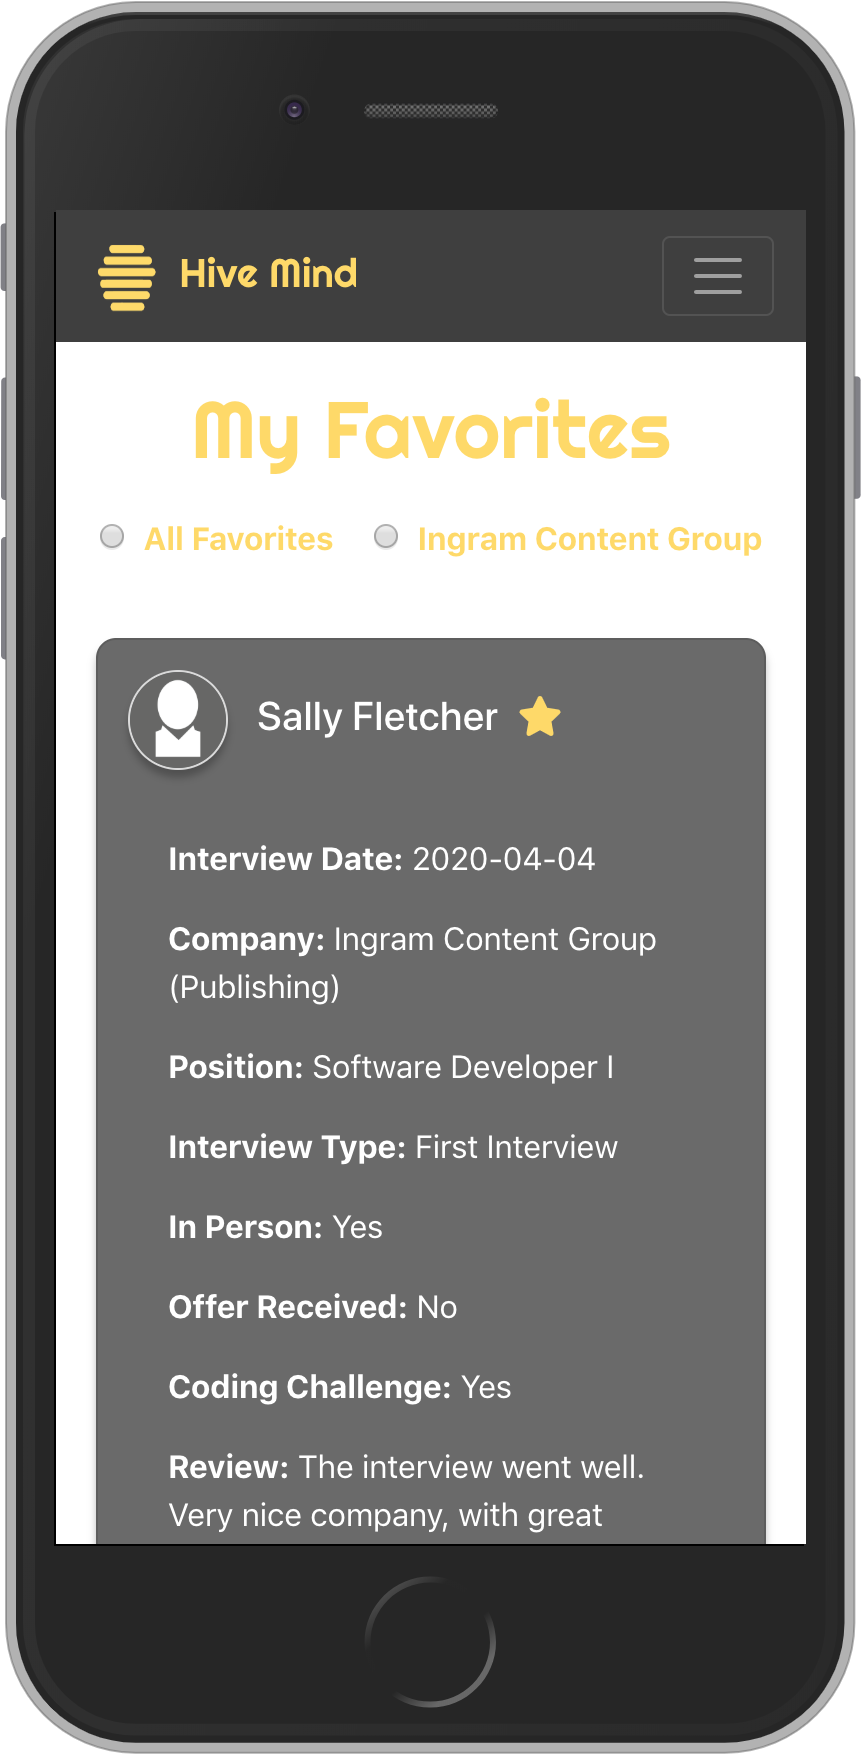 Hive Mind
My Favorites
All Favorites Ingram Content Group
Sally Fletcher
Interview Date: 2020-04-04
Company: Ingram Content Group
(Publishing)
Position: Software Developer I
Interview Type: First Interview
In Person: Yes
Offer Received: No
Coding Challenge: Yes
Review: The interview went well.
Very nice company, with great